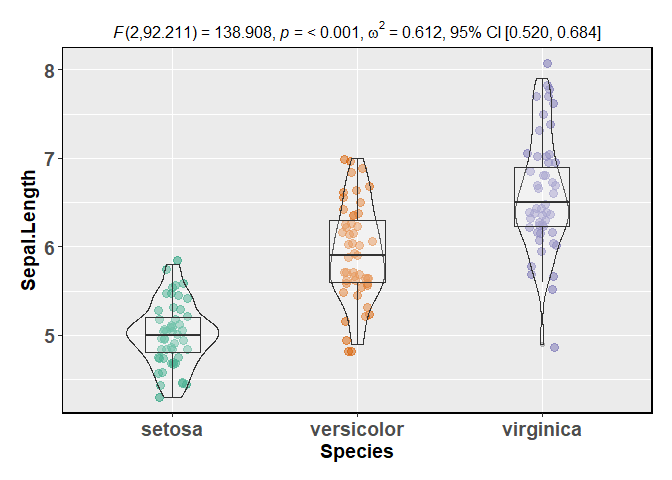 F(2,92.211) = 138.908, p = < 0.001, ω² = 0.612, 95% CI [0.520, 0.684]
8
7
6
5
Sepal.Length
setosa versicolor virginica
Species